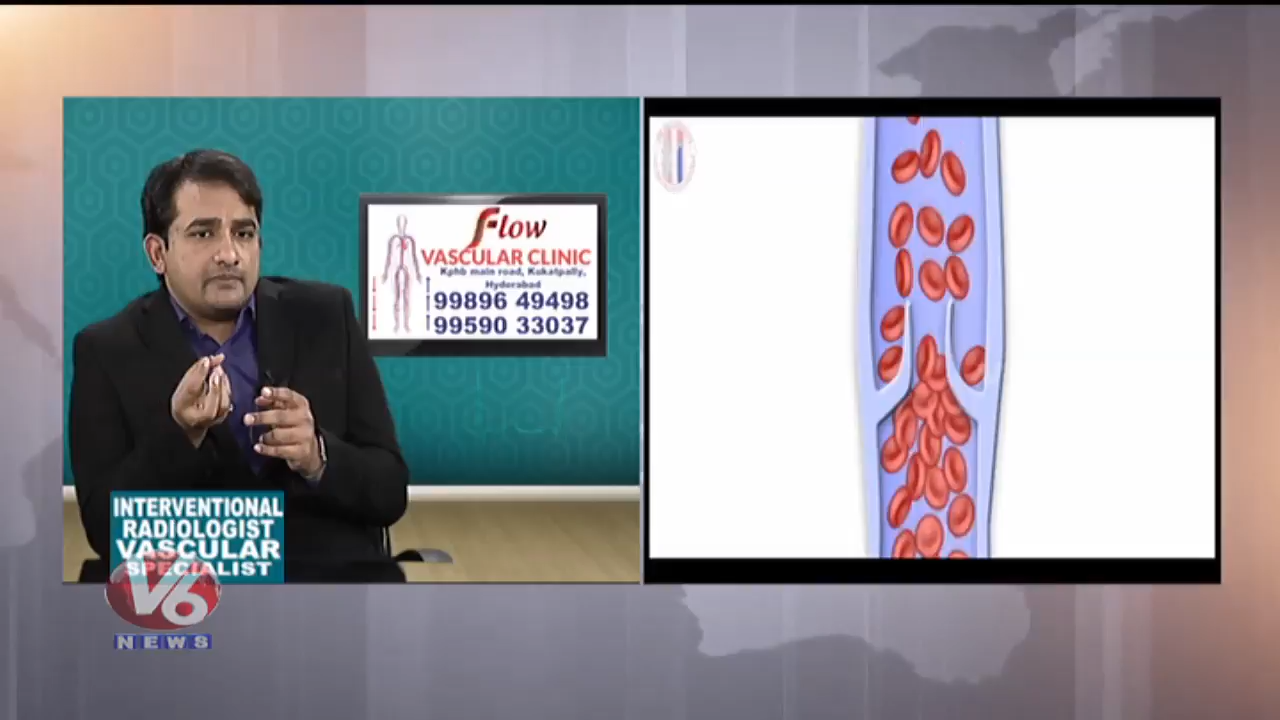 Flow
VASCULAR CLINIC
Kphb main road, Kukatpally,
Hyderabad
99896 49498
99590 33037
INTERVENTIONAL
RADIOLOGIST
VASCULAR
SPECIALIST
V6
NEWS